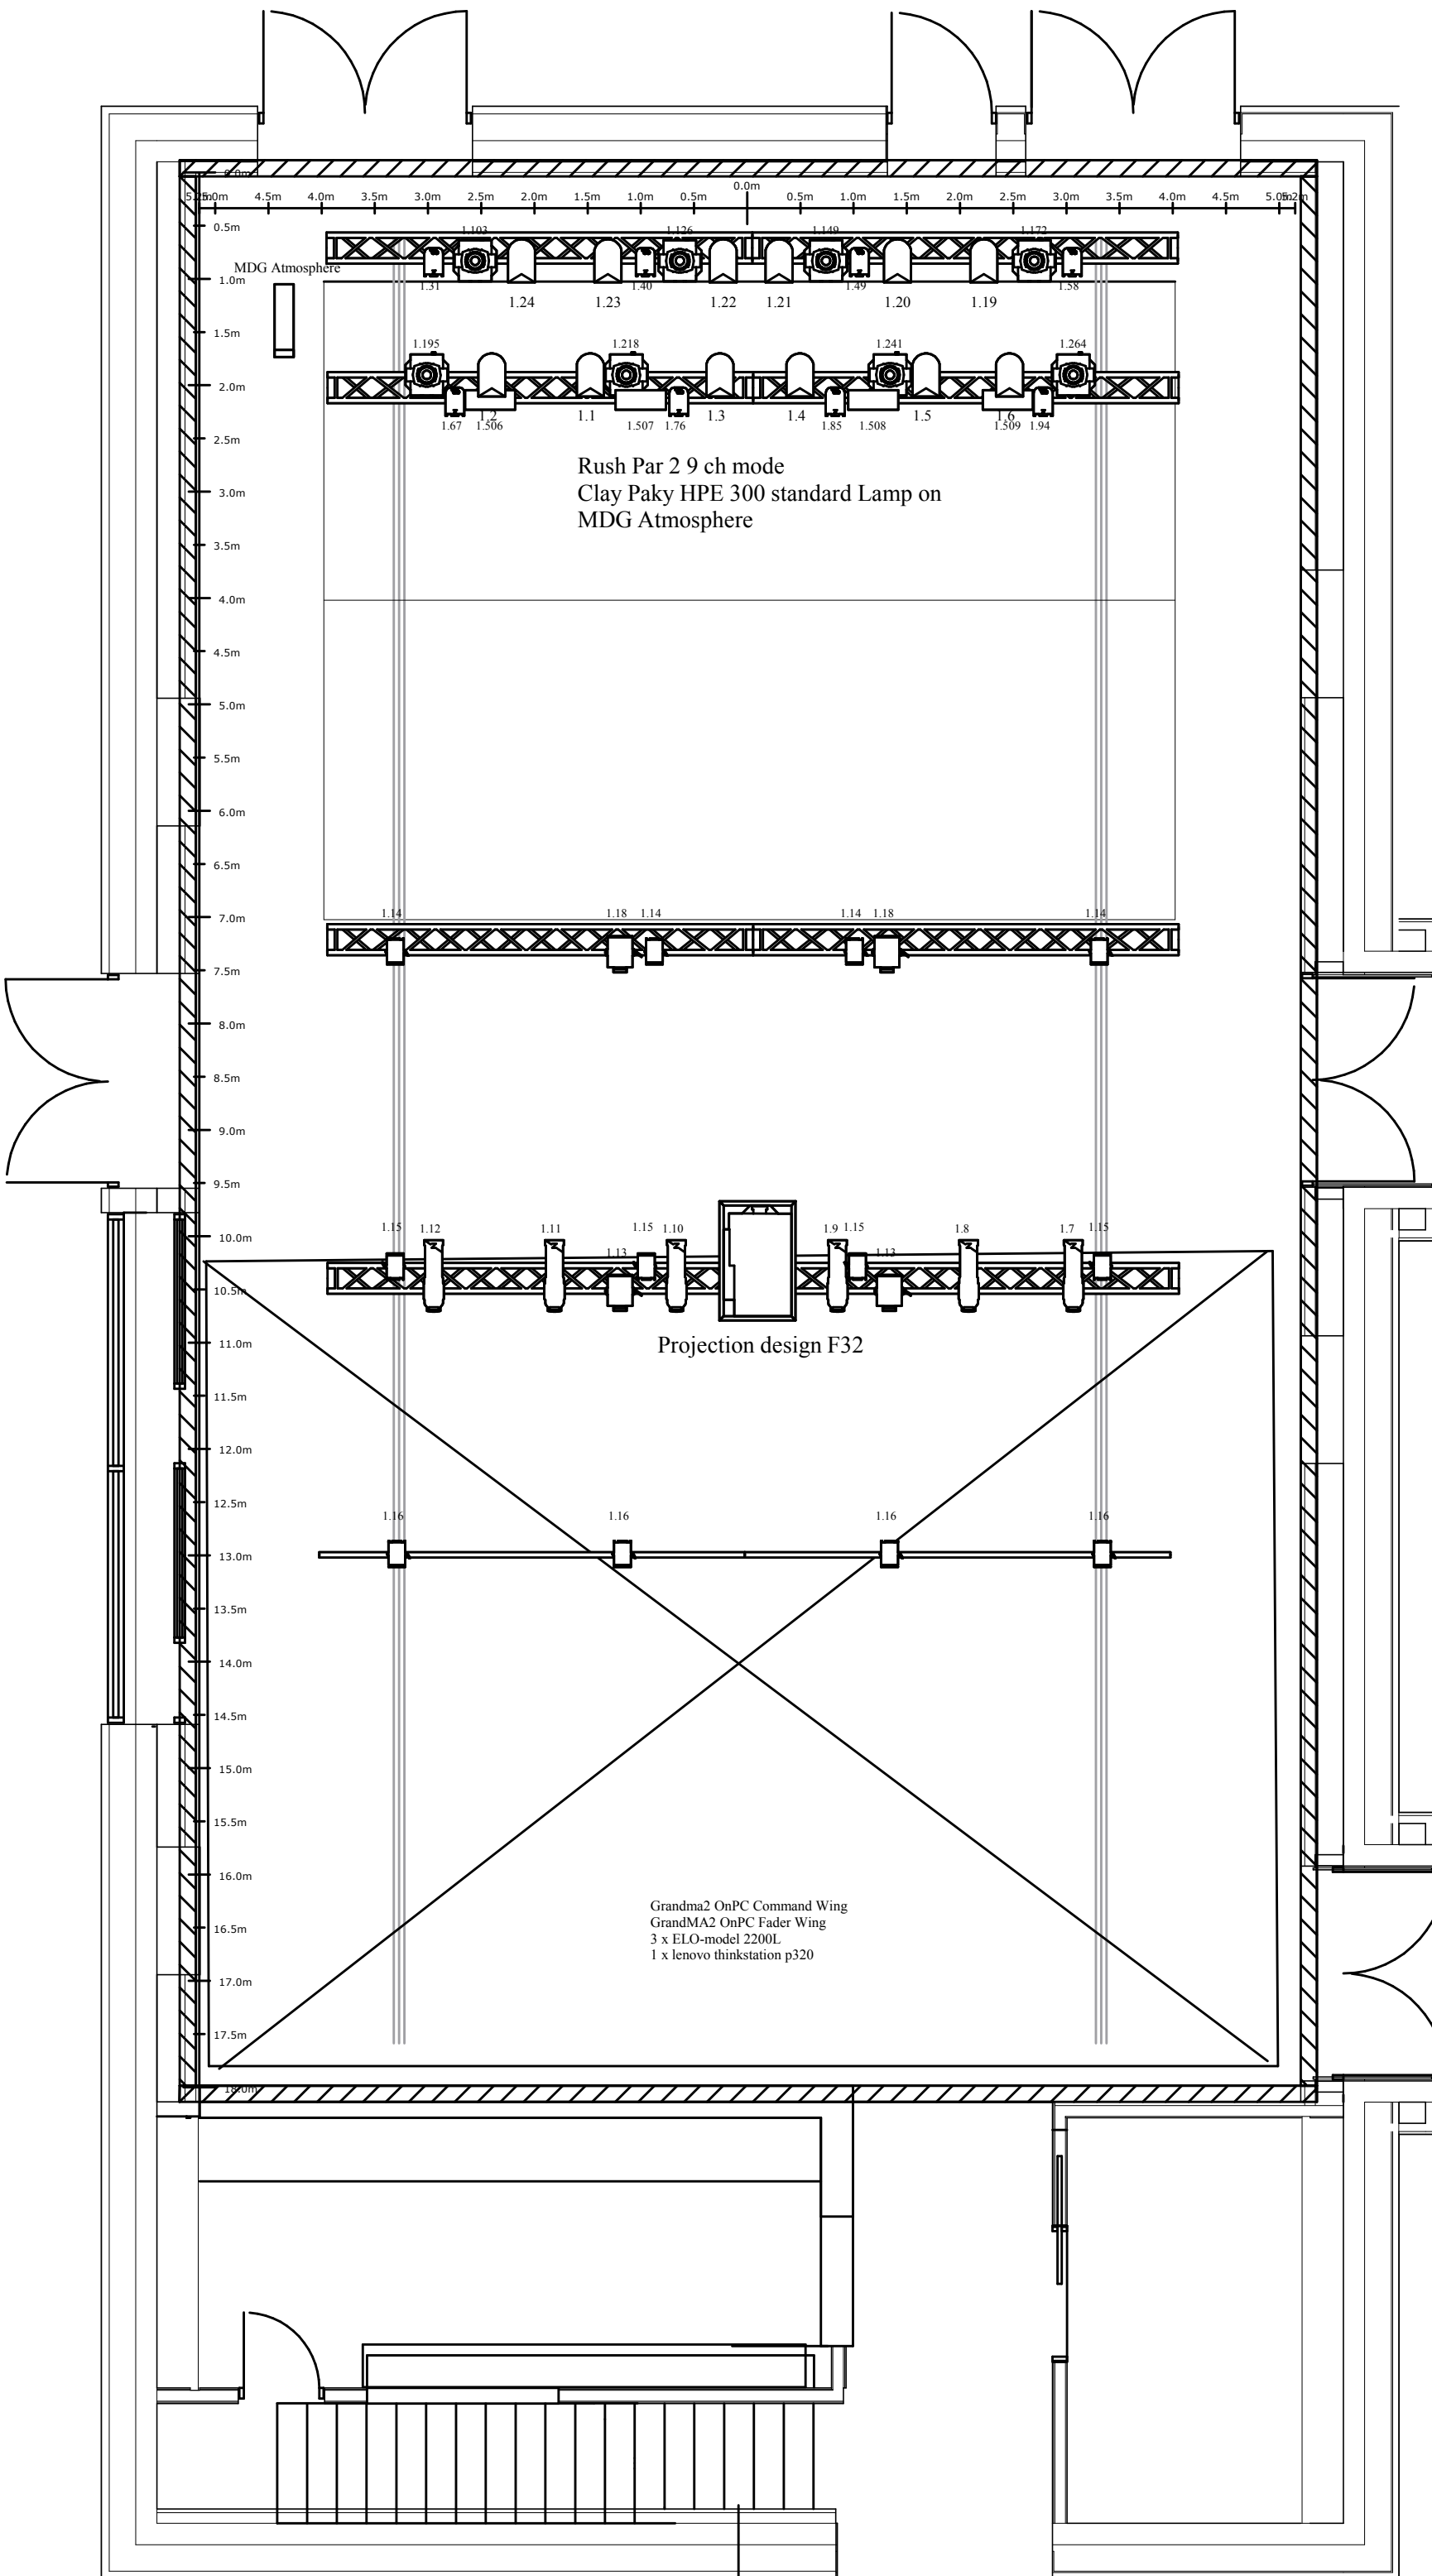 0.0m
5.2m 5.0m 4.5m 4.0m 3.5m 3.0m 2.5m 2.0m 1.5m 1.0m 0.5m 0.0m 0.5m 1.0m 1.5m 2.0m 2.5m 3.0m 3.5m 4.0m 4.5m 5.0m 5.2m
0.5m
1.103 1.126 1.149 1.172
MDG Atmosphere
1.0m
1.31 1.40 1.49 1.58
1.24 1.23 1.22 1.21 1.20 1.19
1.5m
1.195 1.218 1.241 1.264
2.0m
1.2 1.1 1.3 1.4 1.5 1.6
1.67 1.506 1.507 1.76 1.85 1.508 1.509 1.94
2.5m
Rush Par 2 9 ch mode
3.0m
Clay Paky HPE 300 standard Lamp on
MDG Atmosphere
3.5m
4.0m
4.5m
5.0m
5.5m
6.0m
6.5m
7.0m
1.14 1.18 1.14 1.14 1.18 1.14
7.5m
8.0m
8.5m
9.0m
9.5m
1.15 1.12 1.11 1.15 1.10 1.9 1.15 1.8 1.7 1.15
10.0m
1.13 1.13
10.5m
11.0m
Projection design F32
11.5m
12.0m
12.5m
1.16 1.16 1.16 1.16
13.0m
13.5m
14.0m
14.5m
15.0m
15.5m
16.0m
Grandma2 OnPC Command Wing
16.5m
GrandMA2 OnPC Fader Wing
3 x ELO-model 2200L
1 x lenovo thinkstation p320
17.0m
17.5m
18.0m